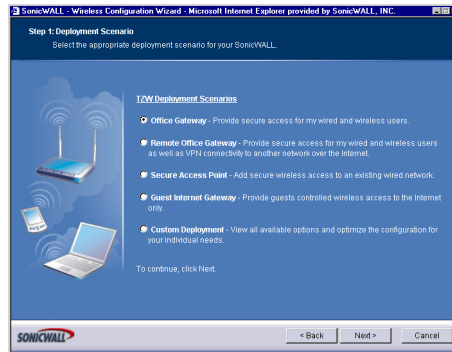 SonicWALL - Wireless Configuration Wizard - Microsoft Internet Explorer provided by SonicWALL, INC.
Step 1: Deployment Scenario
Select the appropriate deployment scenario for your SonicWALL.
TZW Deployment Scenarios
Office Gateway - Provide secure access for my wired and wireless users.
Remote Office Gateway - Provide secure access for my wired and wireless users
as well as VPN connectivity to another network over the Internet.
Secure Access Point - Add secure wireless access to an existing wired network.
Guest Internet Gateway - Provide guests controlled wireless access to the Internet
only.
Custom Deployment - View all available options and optimize the configuration for
your individual needs.
To continue, click Next.
SONICWALL
< Back
Next >
Cancel